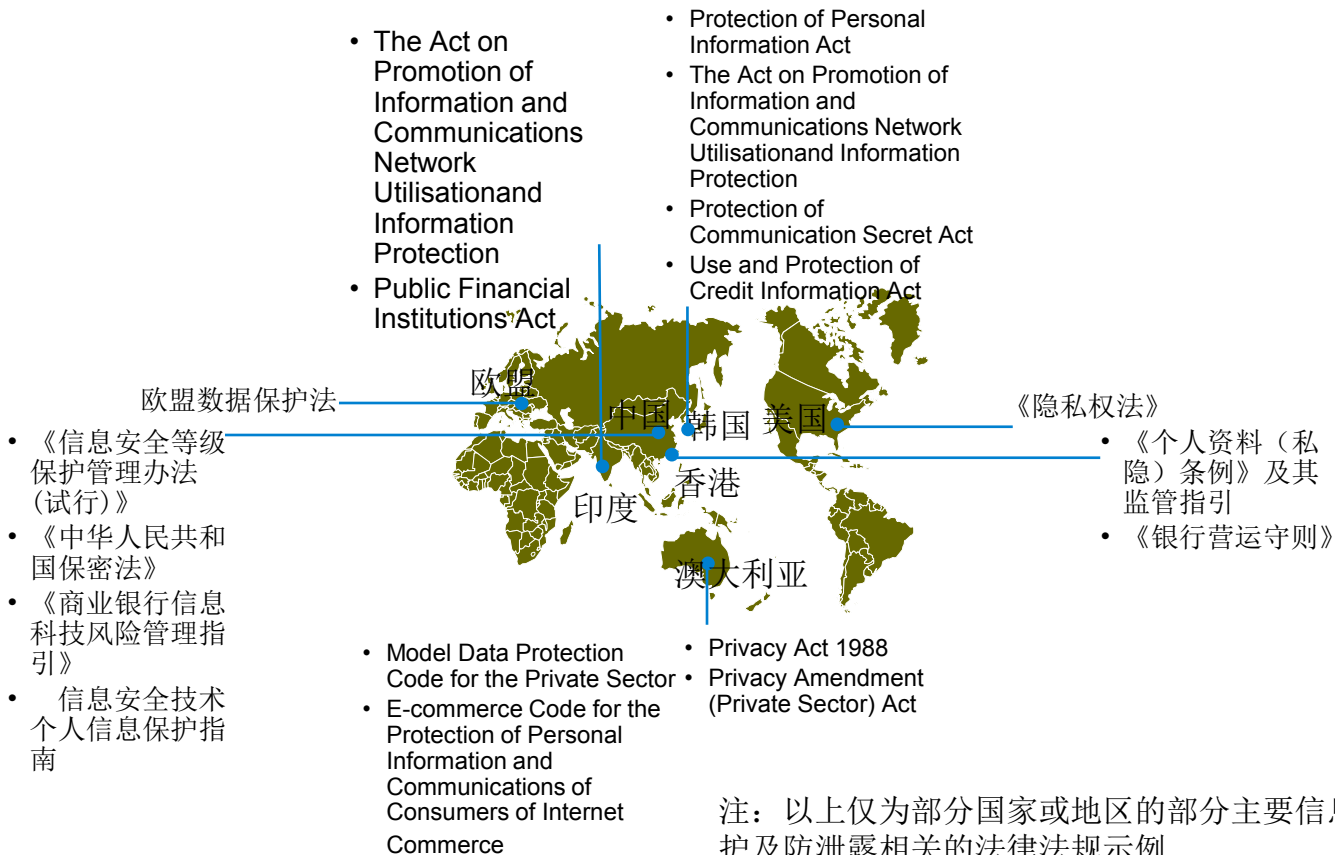 • The Act on
Promotion of
Information and
Communications
Network
Utilisationand
Information
Protection
• Public Financial
Institutions Act
• Protection of Personal
Information Act
• The Act on Promotion of
Information and
Communications Network
Utilisationand Information
Protection
• Protection of
Communication Secret Act
• Use and Protection of
Credit Information Act
欧盟
中国
韩国
美国
香港
印度
澳大利亚
欧盟数据保护法
• 《信息安全等级
保护管理办法
(试行)》
• 《中华人民共和
国保密法》
• 《商业银行信息
科技风险管理指
引》
• 信息安全技术
个人信息保护指
南
《隐私权法》
• 《个人资料（私
隐）条例》及其
监管指引
• 《银行营运守则》
• Model Data Protection
Code for the Private Sector
• E-commerce Code for the
Protection of Personal
Information and
Communications of
Consumers of Internet
Commerce
• Privacy Act 1988
• Privacy Amendment
(Private Sector) Act
注：以上仅为部分国家或地区的部分主要信息
护及防泄露相关的法律法规示例